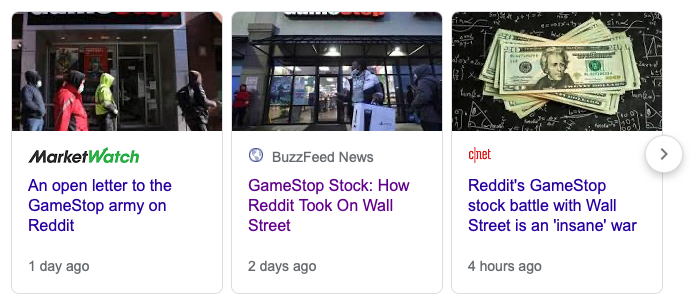 MarketWatch
An open letter to the
GameStop army on
Reddit
1 day ago
BuzzFeed News
GameStop Stock: How
Reddit Took On Wall
Street
2 days ago
c|net
Reddit's GameStop
stock battle with Wall
Street is an 'insane' war
4 hours ago